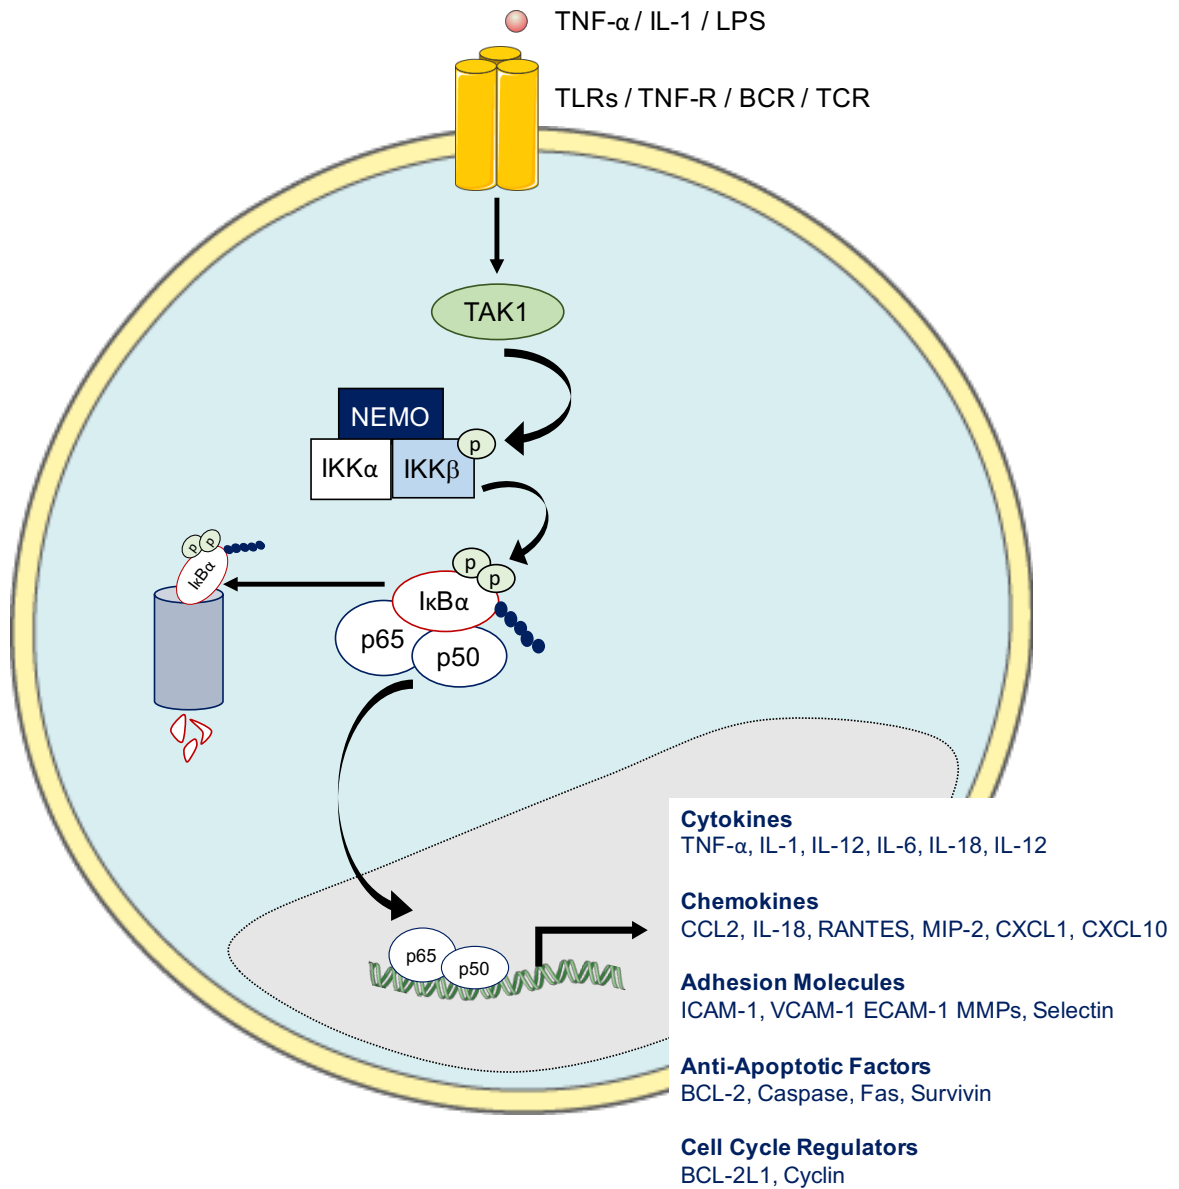 TNF-α / IL-1 / LPS
TLRs / TNF-R / BCR / TCR
TAK1
NEMO
p
IKKα
IKKβ
p
p
IκBα
p
p
IκBα
p65
p50
Cytokines
TNF-α, IL-1, IL-12, IL-6, IL-18, IL-12
Chemokines
CCL2, IL-18, RANTES, MIP-2, CXCL1, CXCL10
p65
p50
Adhesion Molecules
ICAM-1, VCAM-1 ECAM-1 MMPs, Selectin
Anti-Apoptotic Factors
BCL-2, Caspase, Fas, Survivin
Cell Cycle Regulators
BCL-2L1, Cyclin